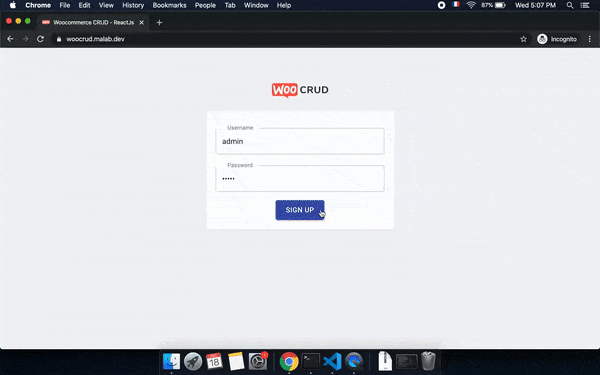 Chrome File Edit View History Bookmarks People Tab Window Help 87% Wed 5:07 PM
Woocommerce CRUD - ReactJs
woocrud.malab.dev Incognito
WOO CRUD
Username
admin
Password
•••••
SIGN UP
18